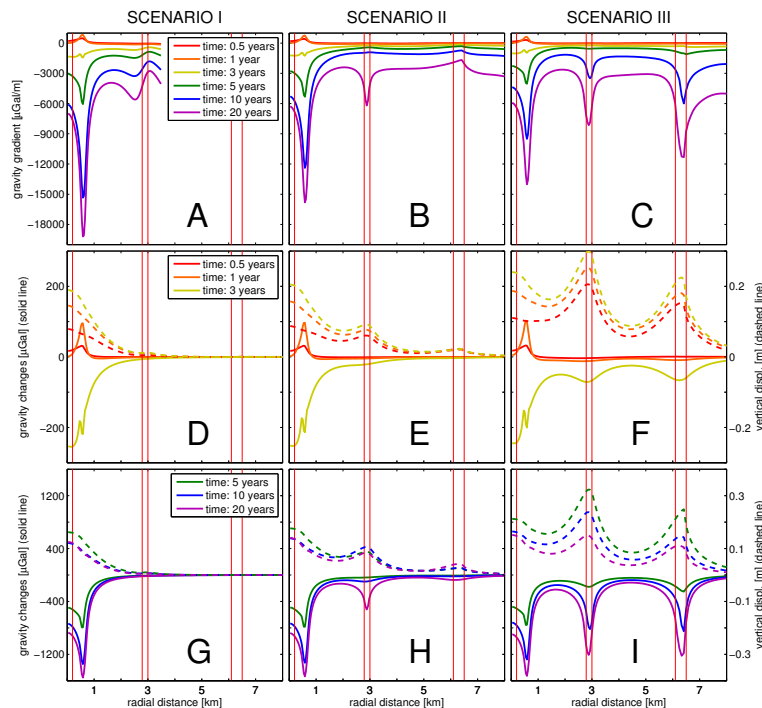 SCENARIO I
SCENARIO II
SCENARIO III
gravity gradient [µGal/m]
0
−3000
−6000
−9000
−12000
−15000
−18000
time: 0.5 years
time: 1 year
time: 3 years
time: 5 years
time: 10 years
time: 20 years
A
B
C
gravity changes [µGal] (solid line)
200
0
−200
time: 0.5 years
time: 1 year
time: 3 years
D
E
F
0.2
0
−0.2
vertical displ. [m] (dashed line)
gravity changes [µGal] (solid line)
1200
400
−400
−1200
time: 5 years
time: 10 years
time: 20 years
G
H
I
0.3
0.1
−0.1
−0.3
vertical displ. [m] (dashed line)
1 3 5 7
1 3 5 7
1 3 5 7
radial distance [km]
radial distance [km]
radial distance [km]